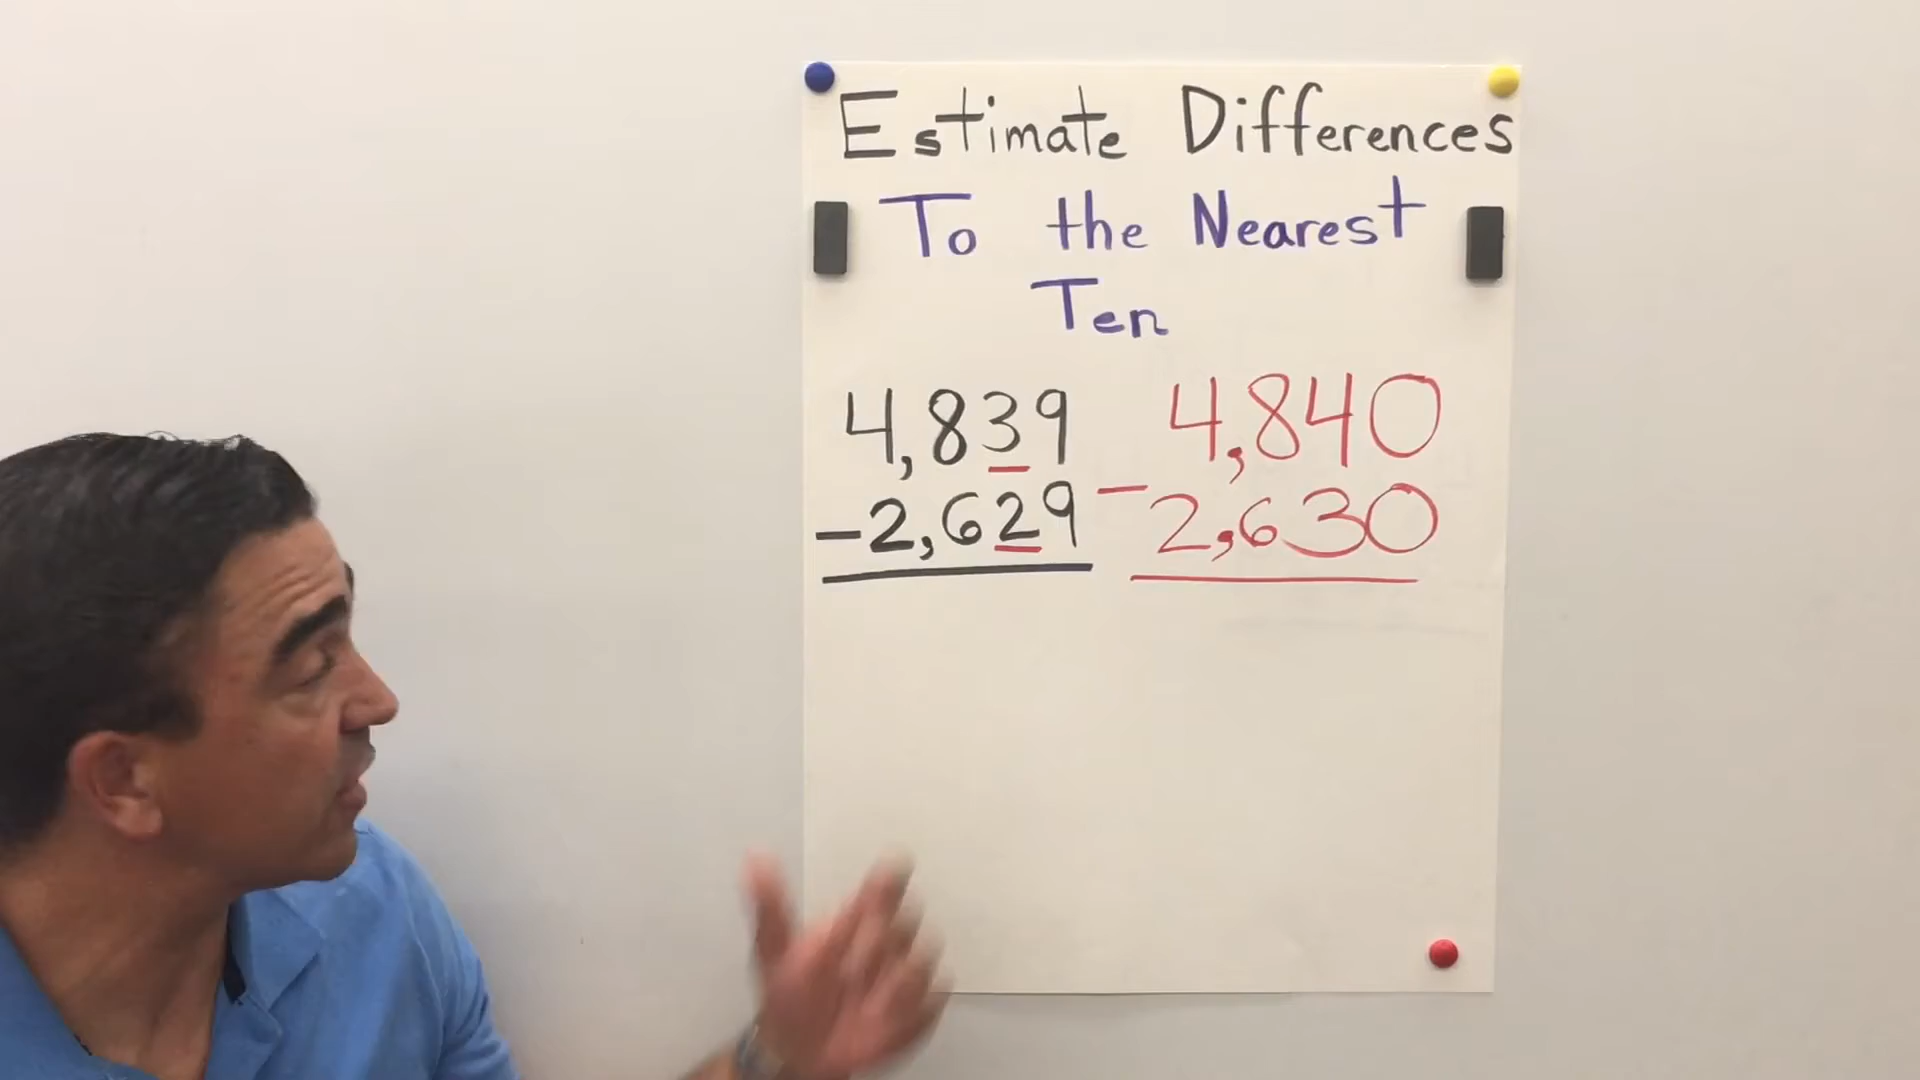 Estimate Differences
To the Nearest
Ten
4,839 4,840
-2,629 -2,630